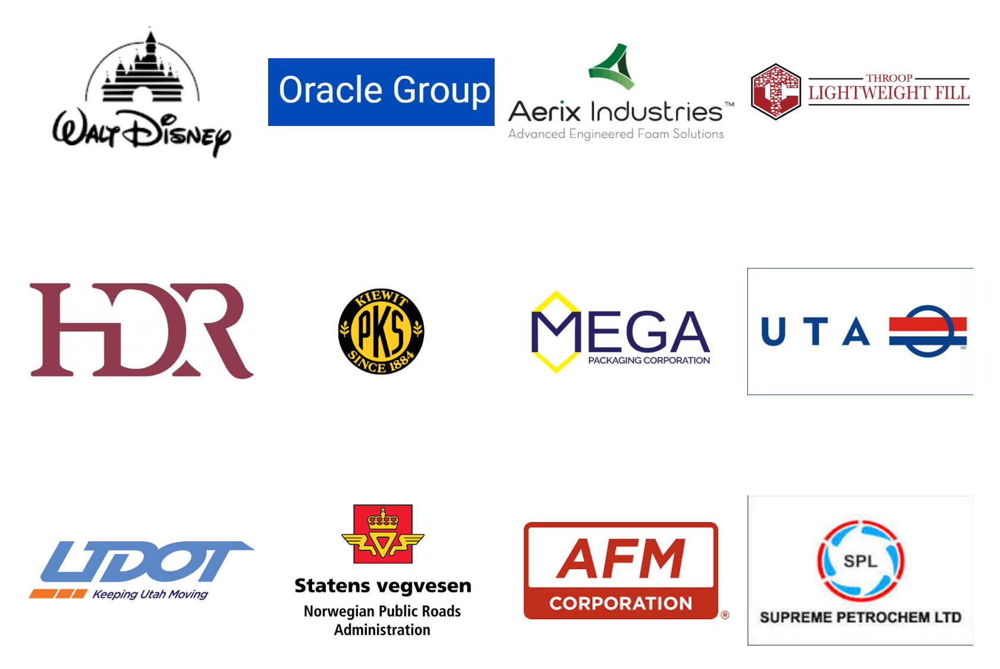 WALT DISNEY
Oracle Group
Aerix Industries™
Advanced Engineered Foam Solutions
THROOP
LIGHTWEIGHT FILL
HDR
KIEWIT
PKS
SINCE 1884
MEGA
PACKAGING CORPORATION
UTA
SM
UDOT
Keeping Utah Moving
Statens vegvesen
Norwegian Public Roads
Administration
AFM
CORPORATION
®
SPL
SUPREME PETROCHEM LTD